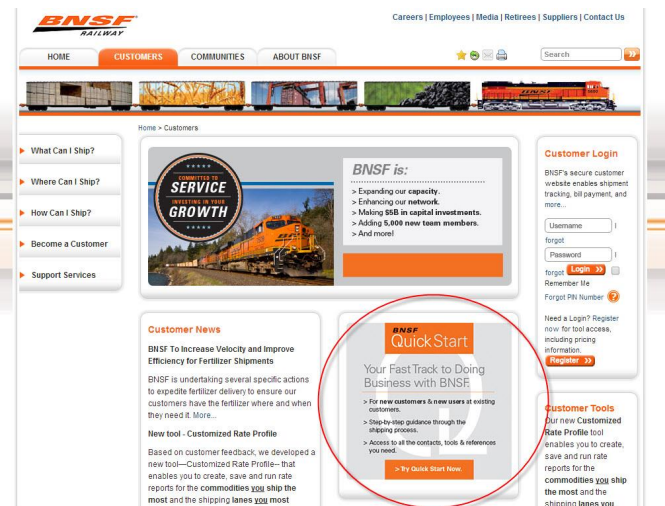 BNSF
RAILWAY
Careers | Employees | Media | Retirees | Suppliers | Contact Us
HOME
CUSTOMERS
COMMUNITIES
ABOUT BNSF
Search
Home > Customers
What Can I Ship?
Where Can I Ship?
How Can I Ship?
Become a Customer
Support Services
COMMITTED TO
SERVICE
INVESTING IN YOUR
GROWTH
BNSF is:
> Expanding our capacity.
> Enhancing our network.
> Making $5B in capital investments.
> Adding 5,000 new team members.
> And more!
Customer News
BNSF To Increase Velocity and Improve
Efficiency for Fertilizer Shipments
BNSF is undertaking several specific actions
to expedite fertilizer delivery to ensure our
customers have the fertilizer where and when
they need it. More...
New tool - Customized Rate Profile
Based on customer feedback, we developed a
new tool—Customized Rate Profile-- that
enables you to create, save and run rate
reports for the commodities you ship the
most and the shipping lanes you most
BNSF
QuickStart
Your Fast Track to Doing
Business with BNSF.
> For new customers & new users at existing
customers.
> Step-by-step guidance through the
shipping process.
> Access to all the contacts, tools & references
you need.
> Try Quick Start Now.
Customer Login
BNSF's secure customer
website enables shipment
tracking, bill payment, and
more...
Username |
forgot
Password |
forgot Login
Remember Me
Forgot PIN Number ?
Need a Login? Register
now for tool access,
including pricing
information.
Register
Customer Tools
Our new Customized
Rate Profile tool
enables you to create,
save and run rate
reports for the
commodities you ship
the most and the
shipping lanes you